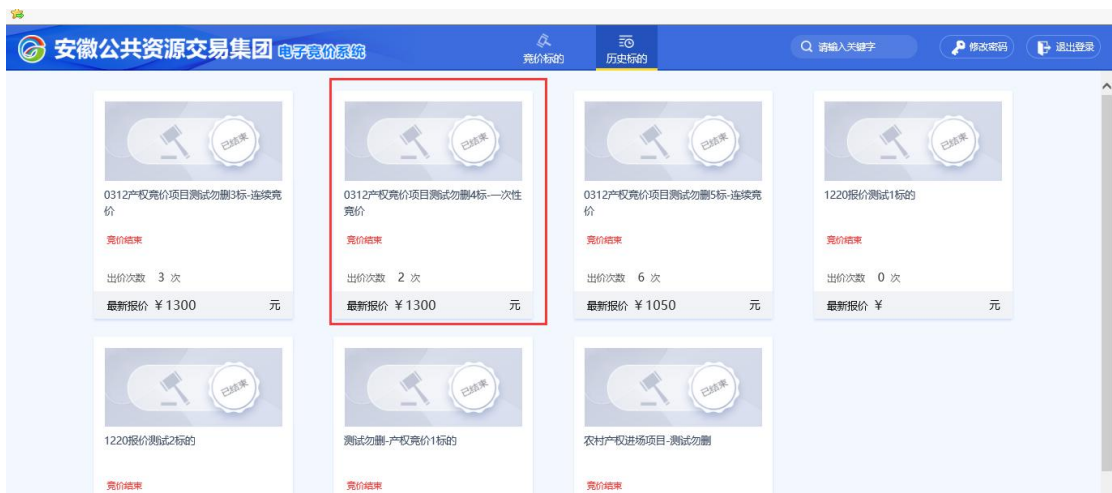 安徽公共资源交易集团 电子竞价系统
竞价标的
历史标的
请输入关键字
修改密码
退出登录
已结束
已结束
已结束
已结束
0312产权竞价项目测试勿删3标-连续竞
价
0312产权竞价项目测试勿删4标-一次性
竞价
0312产权竞价项目测试勿删5标-连续竞
价
1220报价测试1标的
竞价结束
竞价结束
竞价结束
竞价结束
出价次数 3 次
出价次数 2 次
出价次数 6 次
出价次数 0 次
最新报价 ¥1300 元
最新报价 ¥1300 元
最新报价 ¥1050 元
最新报价 ¥ 元
已结束
已结束
已结束
1220报价测试2标的
测试勿删-产权竞价1标的
农村产权进场项目-测试勿删
竞价结束
竞价结束
竞价结束